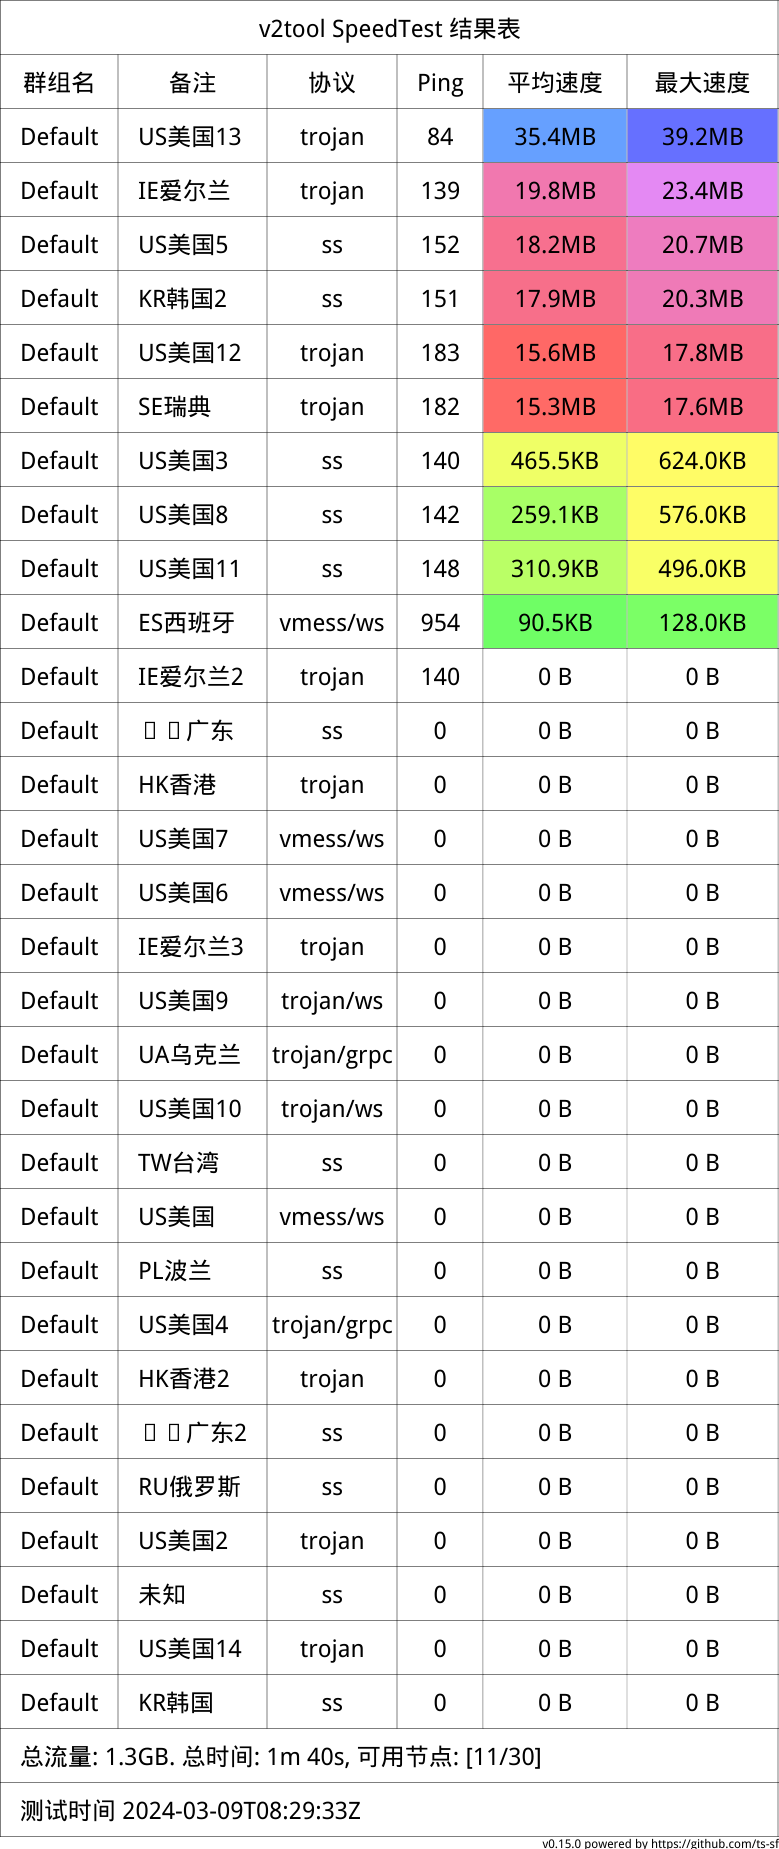 v2tool SpeedTest 结果表
群组名 备注 协议 Ping 平均速度 最大速度
Default US美国13 trojan 84 35.4MB 39.2MB
Default IE爱尔兰 trojan 139 19.8MB 23.4MB
Default US美国5 ss 152 18.2MB 20.7MB
Default KR韩国2 ss 151 17.9MB 20.3MB
Default US美国12 trojan 183 15.6MB 17.8MB
Default SE瑞典 trojan 182 15.3MB 17.6MB
Default US美国3 ss 140 465.5KB 624.0KB
Default US美国8 ss 142 259.1KB 576.0KB
Default US美国11 ss 148 310.9KB 496.0KB
Default ES西班牙 vmess/ws 954 90.5KB 128.0KB
Default IE爱尔兰2 trojan 140 0 B 0 B
Default 广东 ss 0 0 B 0 B
Default HK香港 trojan 0 0 B 0 B
Default US美国7 vmess/ws 0 0 B 0 B
Default US美国6 vmess/ws 0 0 B 0 B
Default IE爱尔兰3 trojan 0 0 B 0 B
Default US美国9 trojan/ws 0 0 B 0 B
Default UA乌克兰 trojan/grpc 0 0 B 0 B
Default US美国10 trojan/ws 0 0 B 0 B
Default TW台湾 ss 0 0 B 0 B
Default US美国 vmess/ws 0 0 B 0 B
Default PL波兰 ss 0 0 B 0 B
Default US美国4 trojan/grpc 0 0 B 0 B
Default HK香港2 trojan 0 0 B 0 B
Default 广东2 ss 0 0 B 0 B
Default RU俄罗斯 ss 0 0 B 0 B
Default US美国2 trojan 0 0 B 0 B
Default 未知 ss 0 0 B 0 B
Default US美国14 trojan 0 0 B 0 B
Default KR韩国 ss 0 0 B 0 B
总流量: 1.3GB. 总时间: 1m 40s, 可用节点: [11/30]
测试时间 2024-03-09T08:29:33Z
v0.15.0 powered by https://github.com/ts-sf